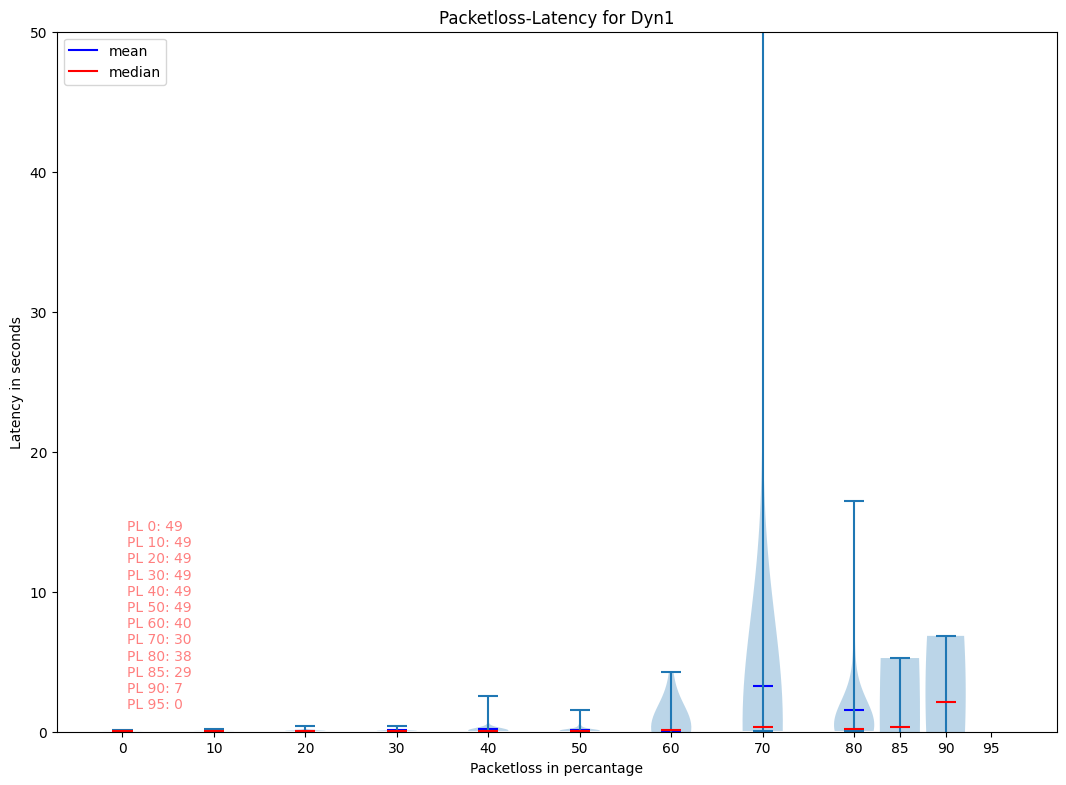 Packetloss-Latency for Dyn1
mean
median
50
40
30
20
10
0
Latency in seconds
PL 0: 49
PL 10: 49
PL 20: 49
PL 30: 49
PL 40: 49
PL 50: 49
PL 60: 40
PL 70: 30
PL 80: 38
PL 85: 29
PL 90: 7
PL 95: 0
0 10 20 30 40 50 60 70 80 85 90 95
Packetloss in percantage